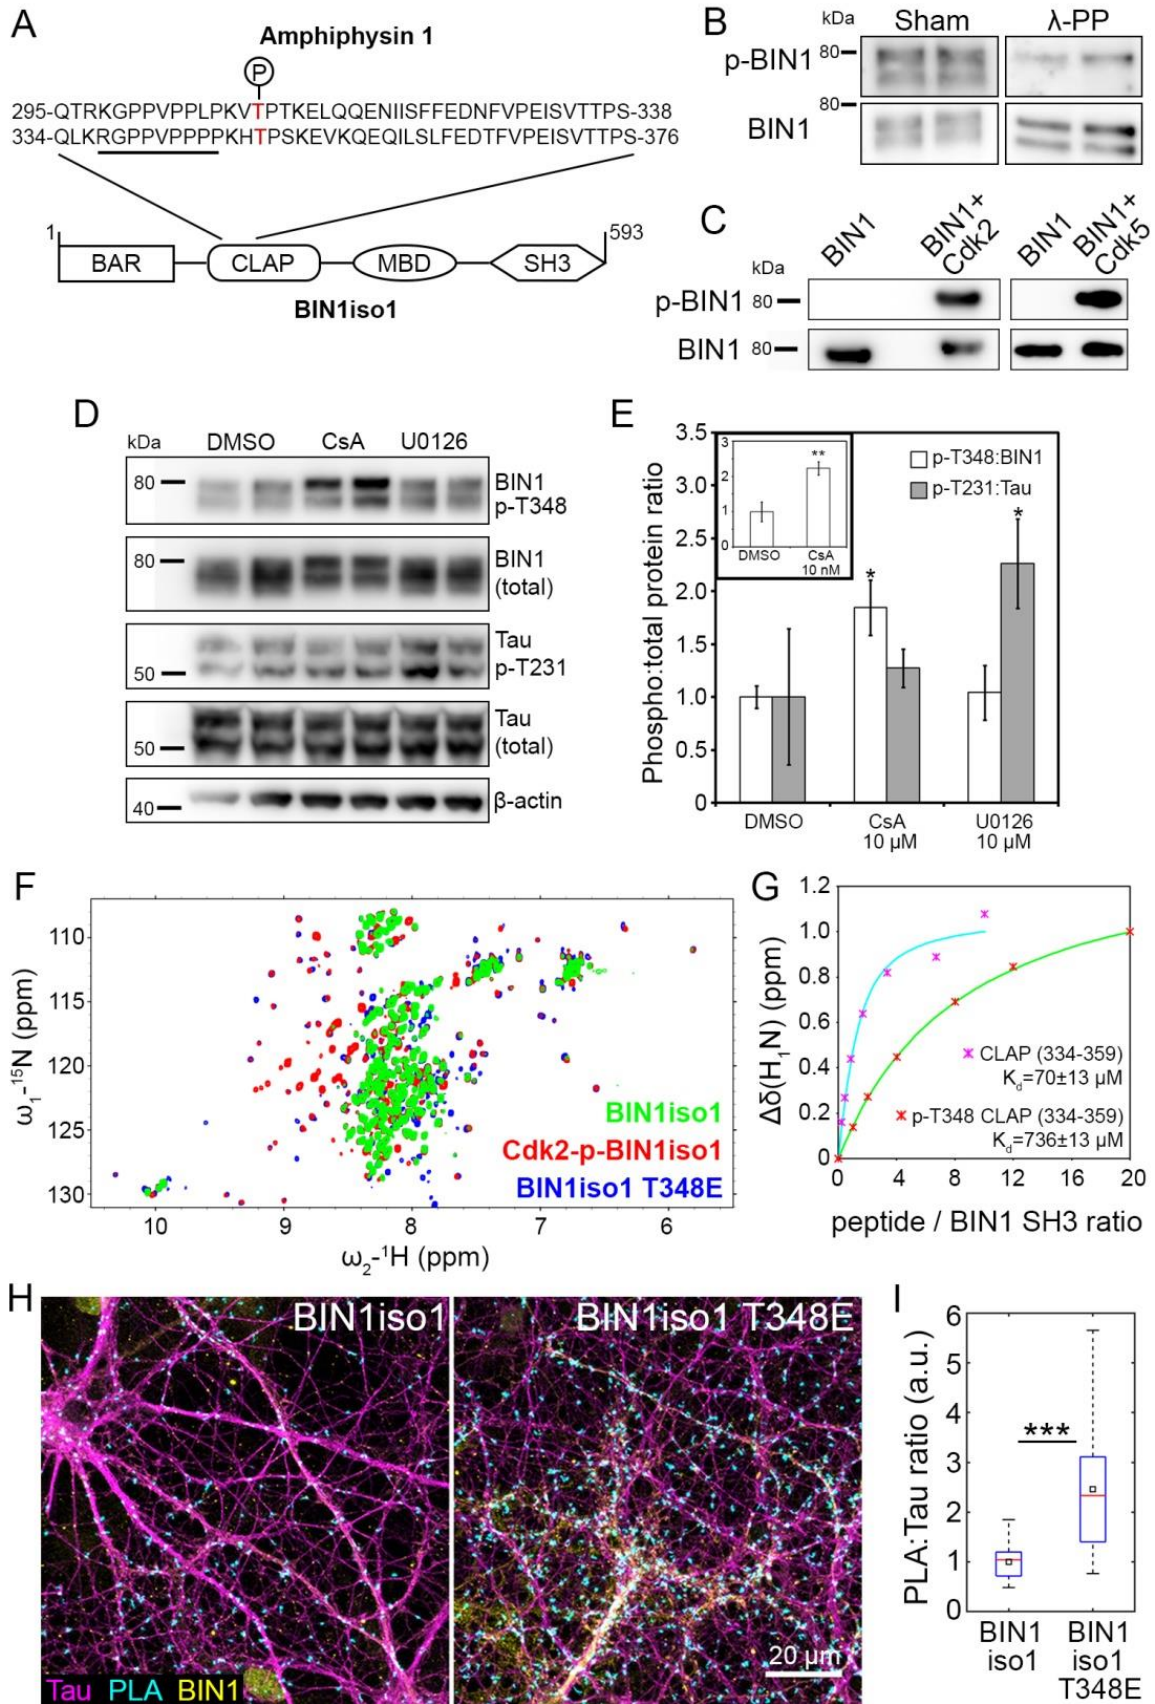 A
Amphiphysin 1
P
295-QTRKGPPVPPLPKVTPTKELQQENIISFFEDNFVPEISVTTPS-338
334-QLKRGPPVPPPPKHTPSKEVKQEQILSLFEDTFVPEISVTTPS-376
1
593
BAR
CLAP
MBD
SH3
BIN1iso1
B
kDa
Sham
λ-PP
p-BIN1
80
80
BIN1
C
BIN1
BIN1+
Cdk2
BIN1
BIN1+
Cdk5
kDa
p-BIN1
80
BIN1
80
D
kDa
DMSO
CsA
U0126
80
BIN1
p-T348
80
BIN1
(total)
Tau
p-T231
50
Tau
(total)
50
β-actin
40
E
Phospho:total protein ratio
3.5
3.0
2.5
2.0
1.5
1.0
0.5
0
3
2
1
0
**
DMSO
CsA
10 nM
p-T348:BIN1
p-T231:Tau
*
*
DMSO
CsA
10 µM
U0126
10 µM
F
ω1-15N (ppm)
110
115
120
125
130
BIN1iso1
Cdk2-p-BIN1iso1
BIN1iso1 T348E
10
9
8
7
6
ω2-1H (ppm)
G
Δδ(H1N) (ppm)
1.2
1.0
0.8
0.6
0.4
0.2
0
CLAP (334-359)
Kd=70±13 µM
p-T348 CLAP (334-359)
Kd=736±13 µM
0
4
8
12
16
20
peptide / BIN1 SH3 ratio
H
BIN1iso1
BIN1iso1 T348E
20 µm
Tau PLA BIN1
I
PLA:Tau ratio (a.u.)
6
5
4
3
2
1
0
***
BIN1
iso1
BIN1
iso1
T348E